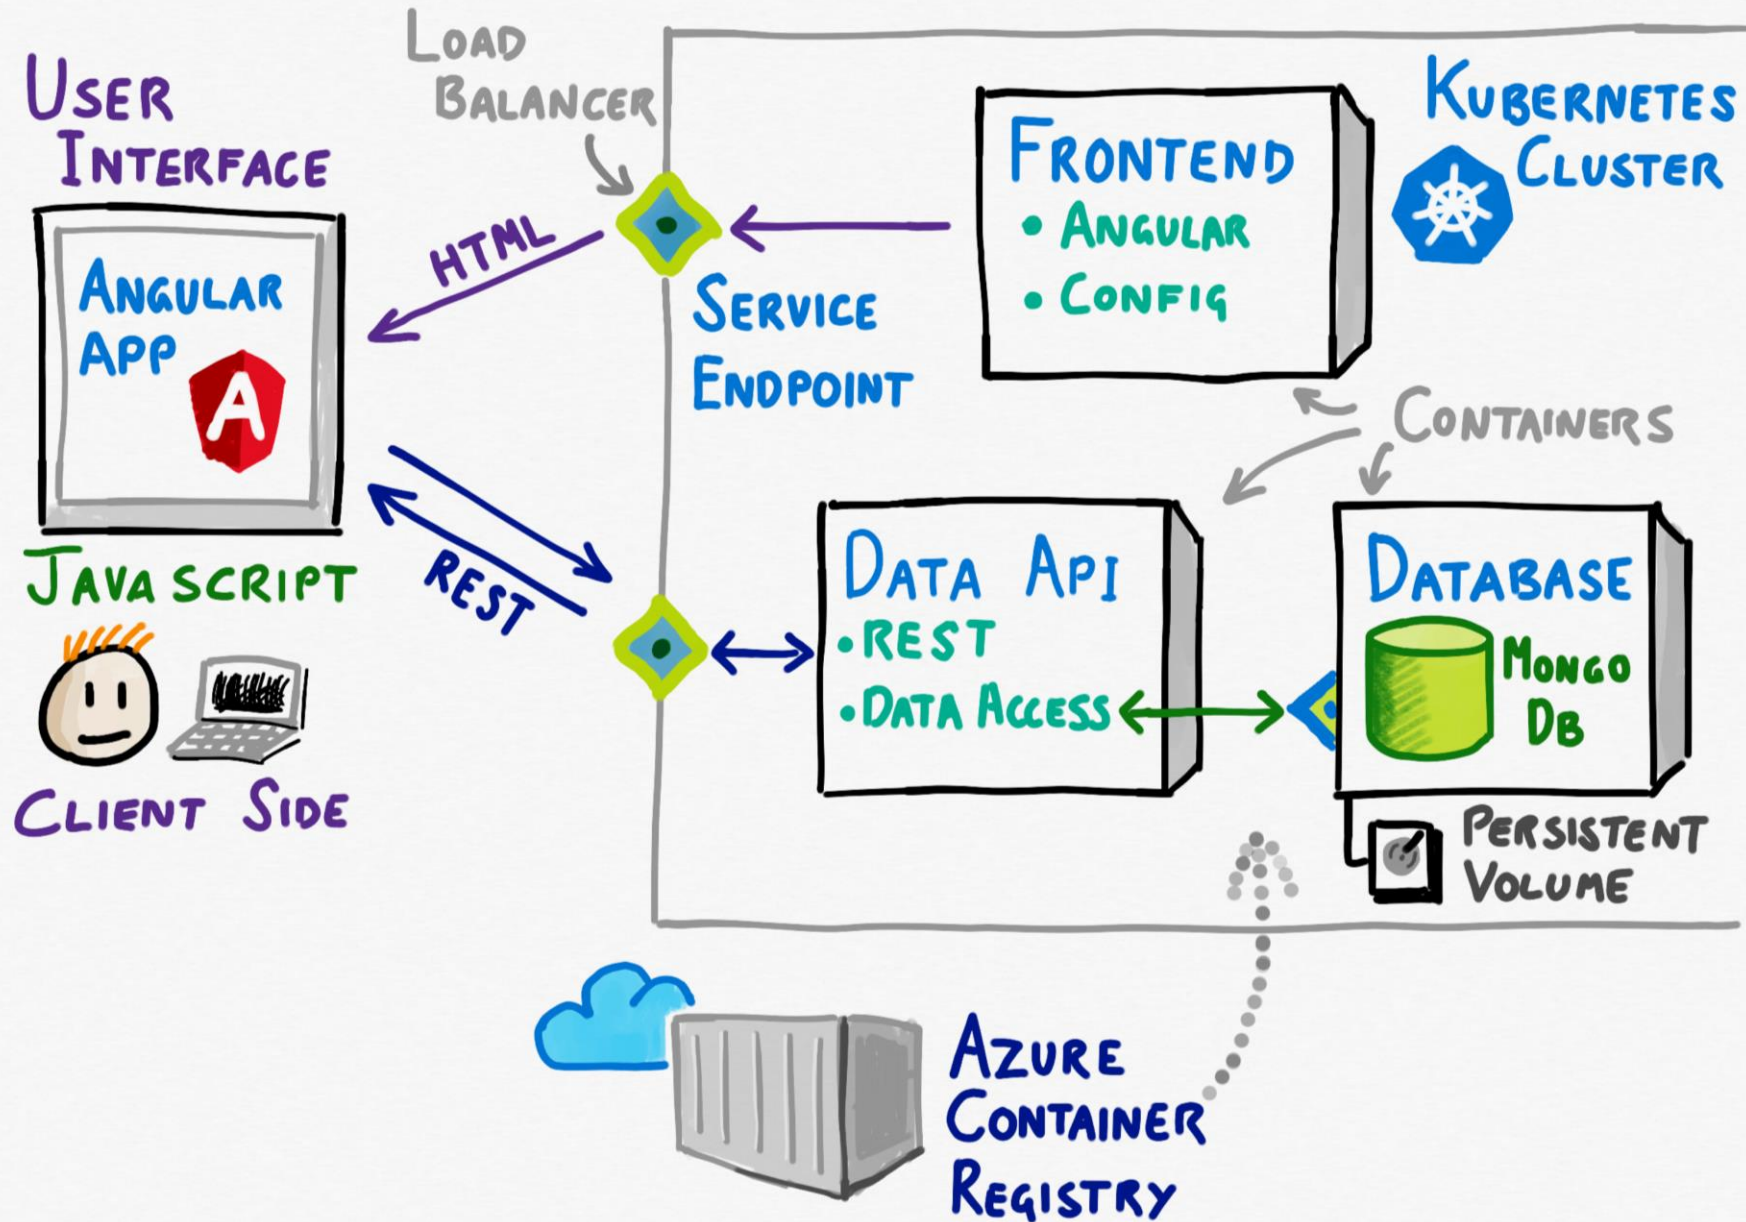 LOAD
BALANCER
USER
INTERFACE
ANGULAR
APP
A
JAVASCRIPT
CLIENT SIDE
HTML
REST
SERVICE
ENDPOINT
FRONTEND
• ANGULAR
• CONFIG
KUBERNETES
CLUSTER
CONTAINERS
DATA API
• REST
• DATA ACCESS
DATABASE
MONGO
DB
PERSISTENT
VOLUME
AZURE
CONTAINER
REGISTRY